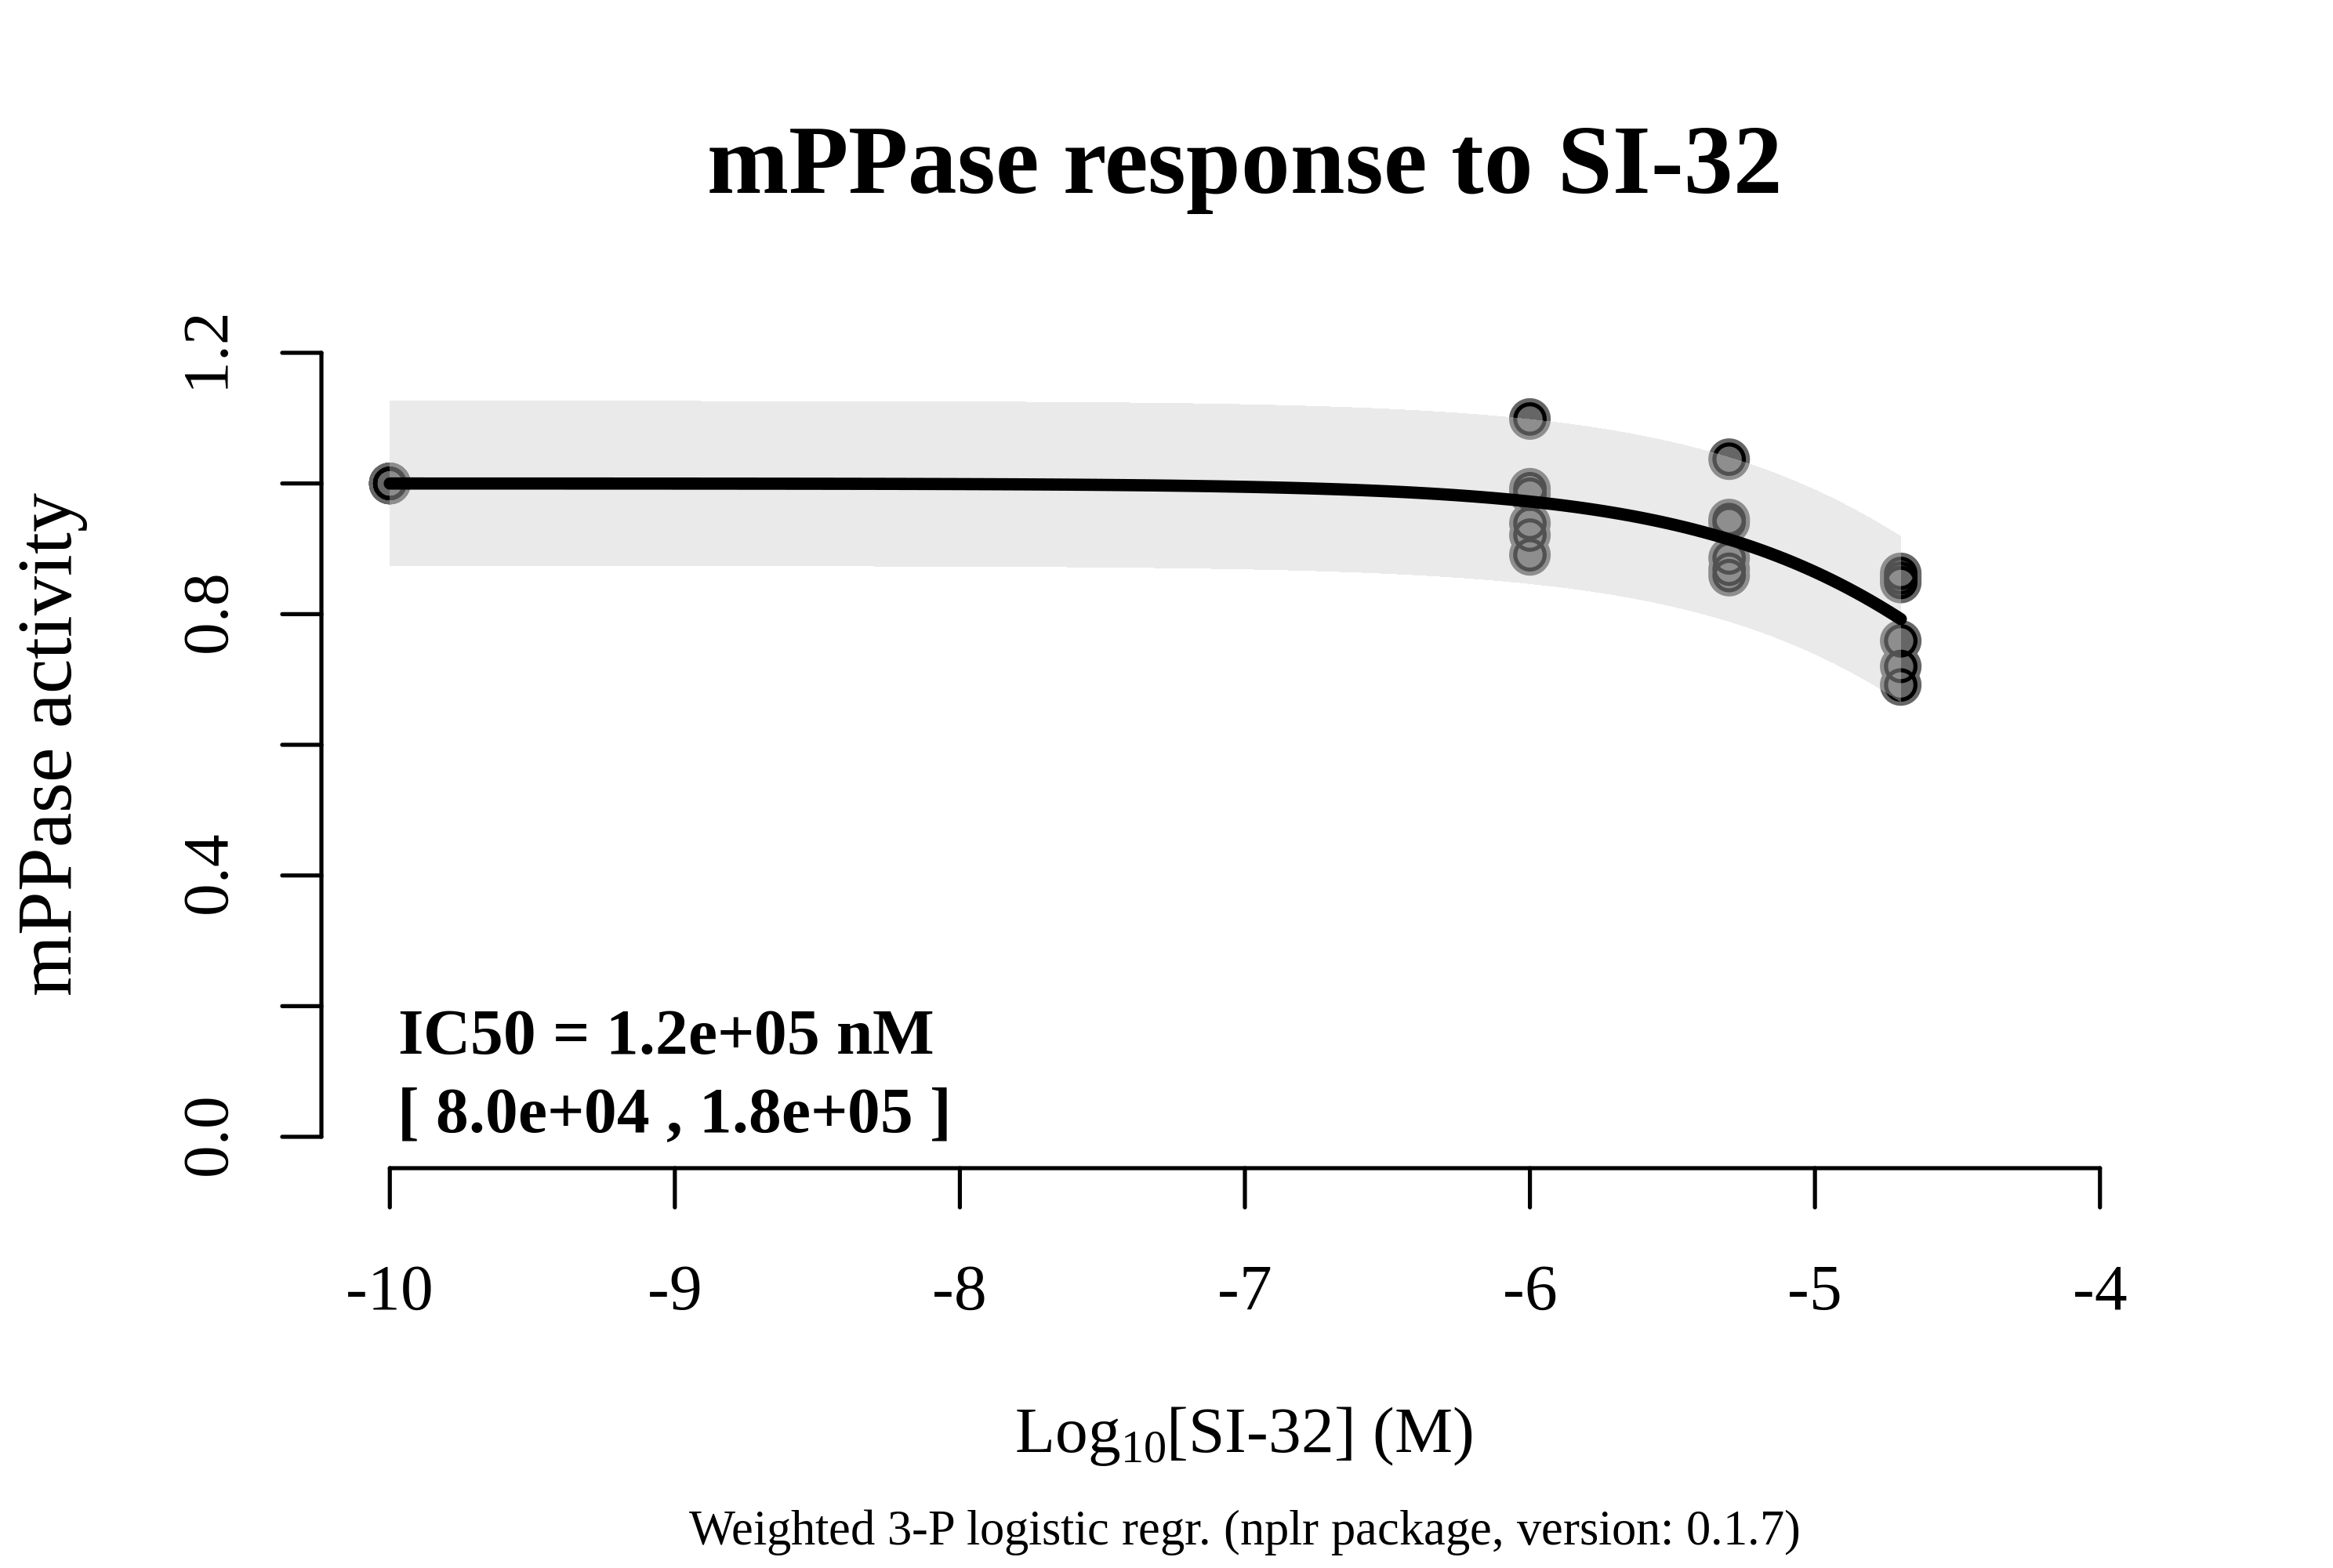 mPPase response to SI-32
mPPase activity
1.2
0.8
0.4
0.0
IC50 = 1.2e+05 nM
[ 8.0e+04 , 1.8e+05 ]
-10 -9 -8 -7 -6 -5 -4
Log10[SI-32] (M)
Weighted 3-P logistic regr. (nplr package, version: 0.1.7)